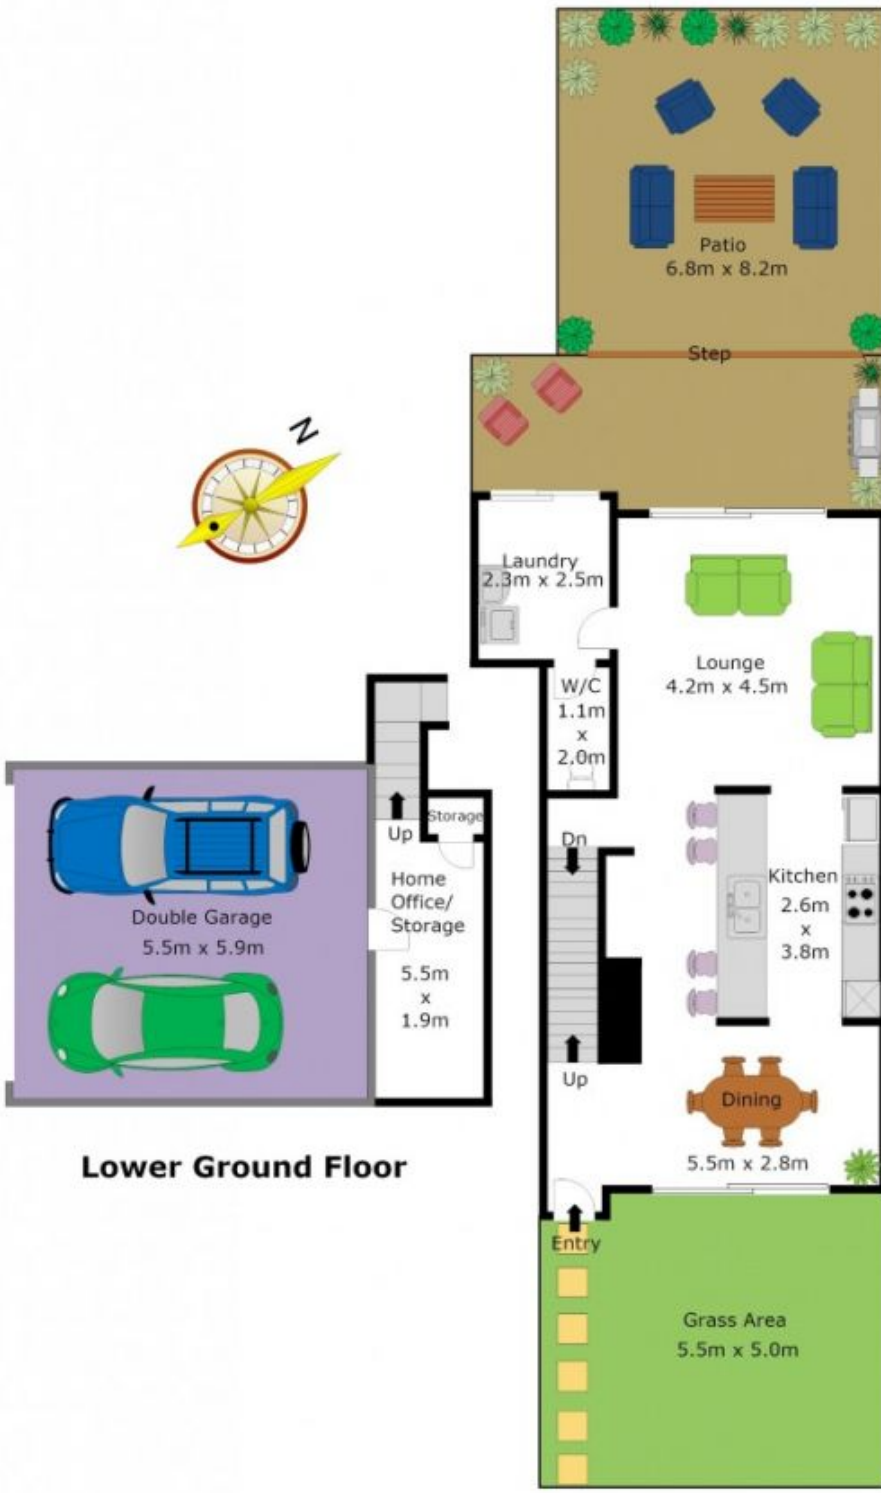 Patio
6.8m x 8.2m
Step
N
Laundry
2.3m x 2.5m
Lounge
4.2m x 4.5m
W/C
1.1m
x
2.0m
Storage
Up
Dn
Home
Office/
Storage
5.5m
x
1.9m
Kitchen
2.6m
x
3.8m
Double Garage
5.5m x 5.9m
Up
Dining
5.5m x 2.8m
Lower Ground Floor
Entry
Grass Area
5.5m x 5.0m